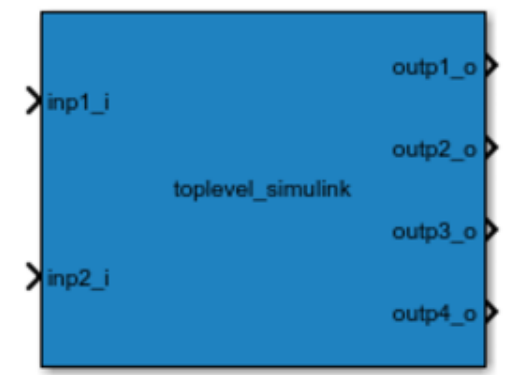 inp1_i
inp2_i
toplevel_simulink
outp1_o
outp2_o
outp3_o
outp4_o